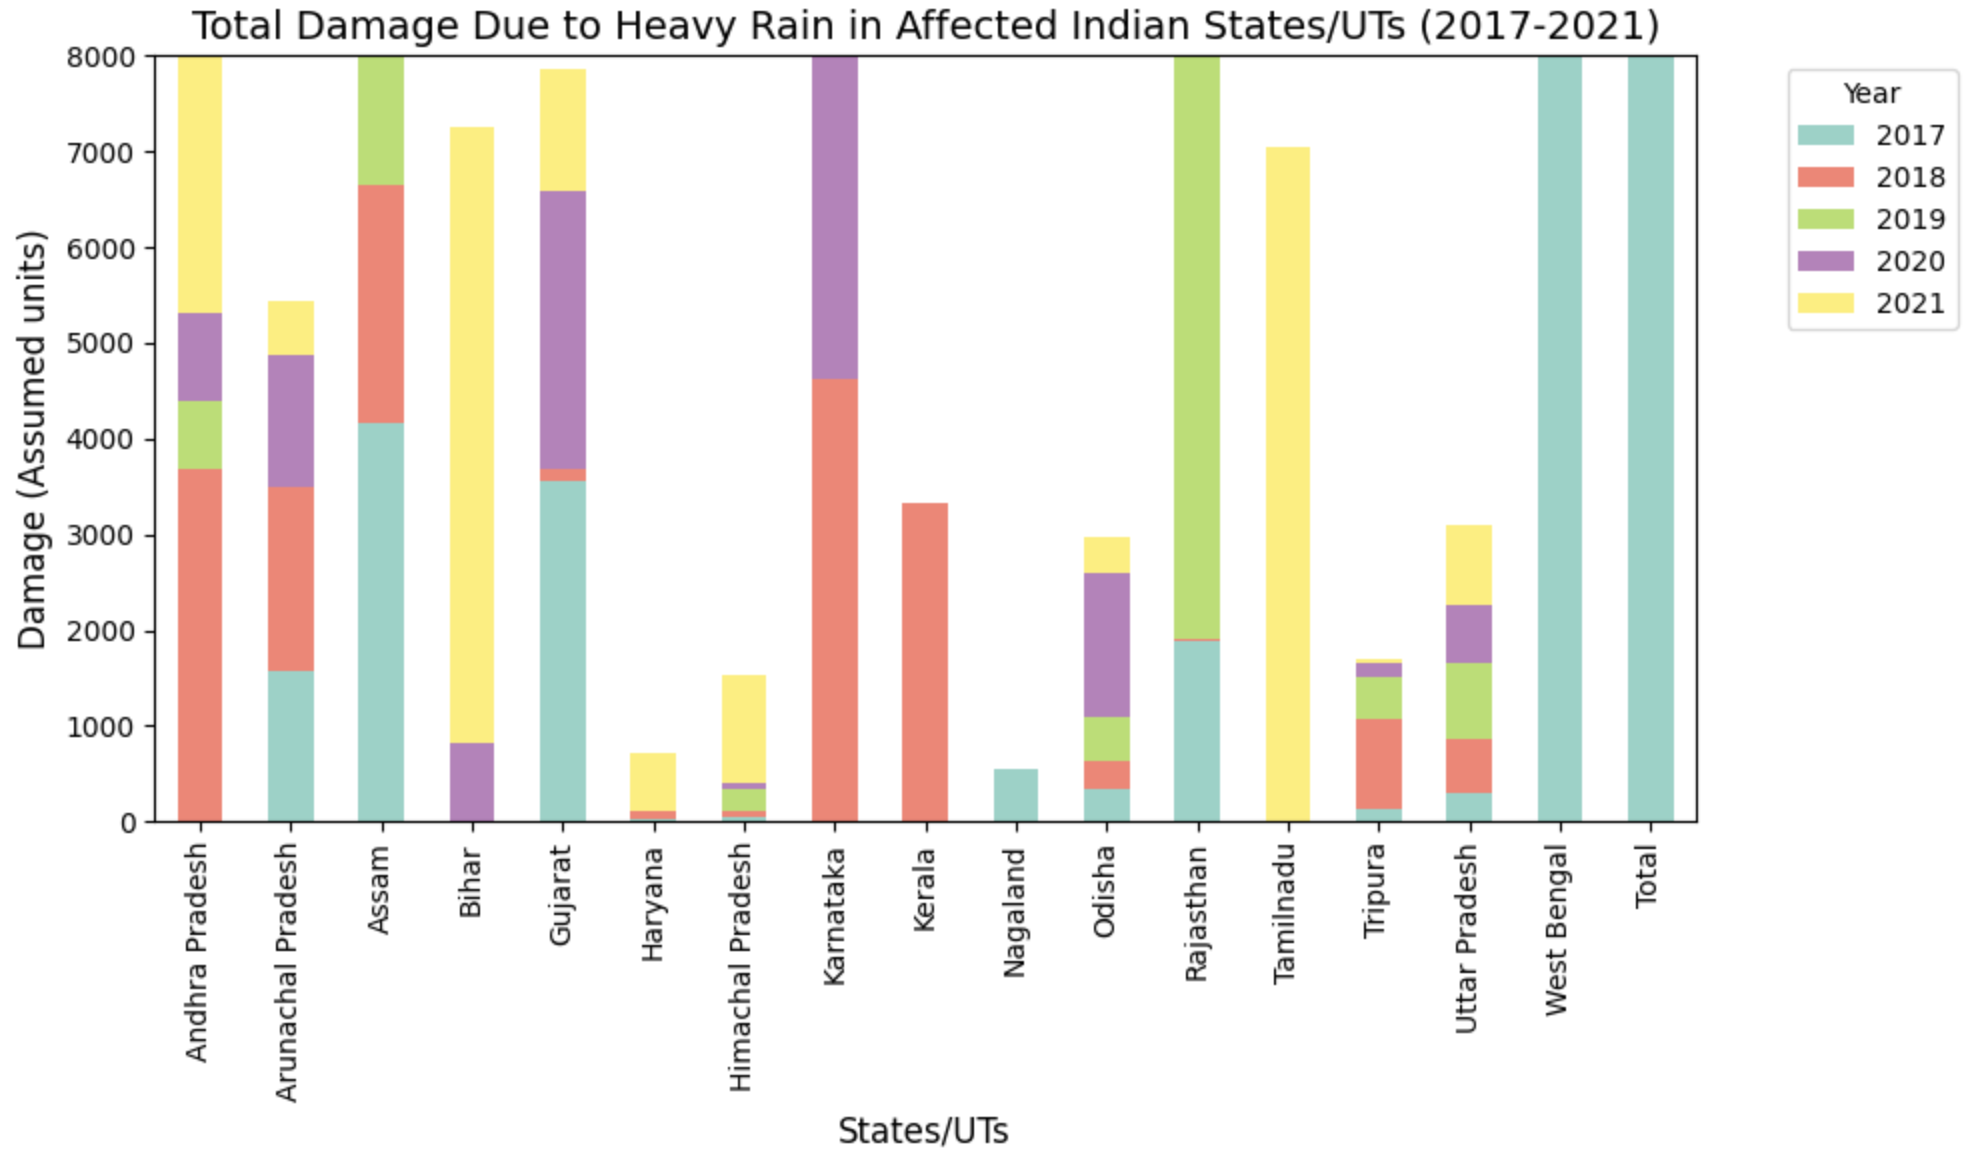 Total Damage Due to Heavy Rain in Affected Indian States/UTs (2017-2021)
8000
7000
6000
5000
4000
3000
2000
1000
0
Damage (Assumed units)
Andhra Pradesh
Arunachal Pradesh
Assam
Bihar
Gujarat
Haryana
Himachal Pradesh
Karnataka
Kerala
Nagaland
Odisha
Rajasthan
Tamilnadu
Tripura
Uttar Pradesh
West Bengal
Total
States/UTs
Year
2017
2018
2019
2020
2021